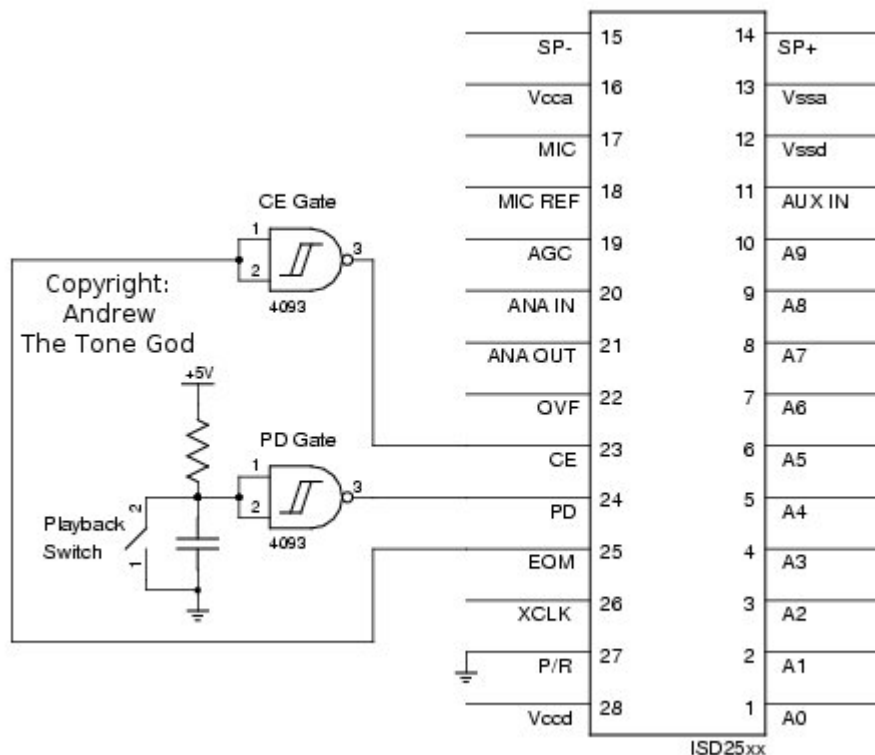 15 14
SP- SP+
16 13
Vcca Vssa
17 12
MIC Vssd
18 11
MIC REF AUX IN
CE Gate
1
2
3
4093
19 10
AGC A9
20 9
ANA IN A8
21 8
ANA OUT A7
22 7
OVF A6
Copyright:
Andrew
The Tone God
+5V
PD Gate
1
2
3
4093
23 6
CE A5
24 5
PD A4
2
Playback
Switch
1
25 4
EOM A3
26 3
XCLK A2
27 2
P/R A1
28 1
Vccd A0
ISD25xx